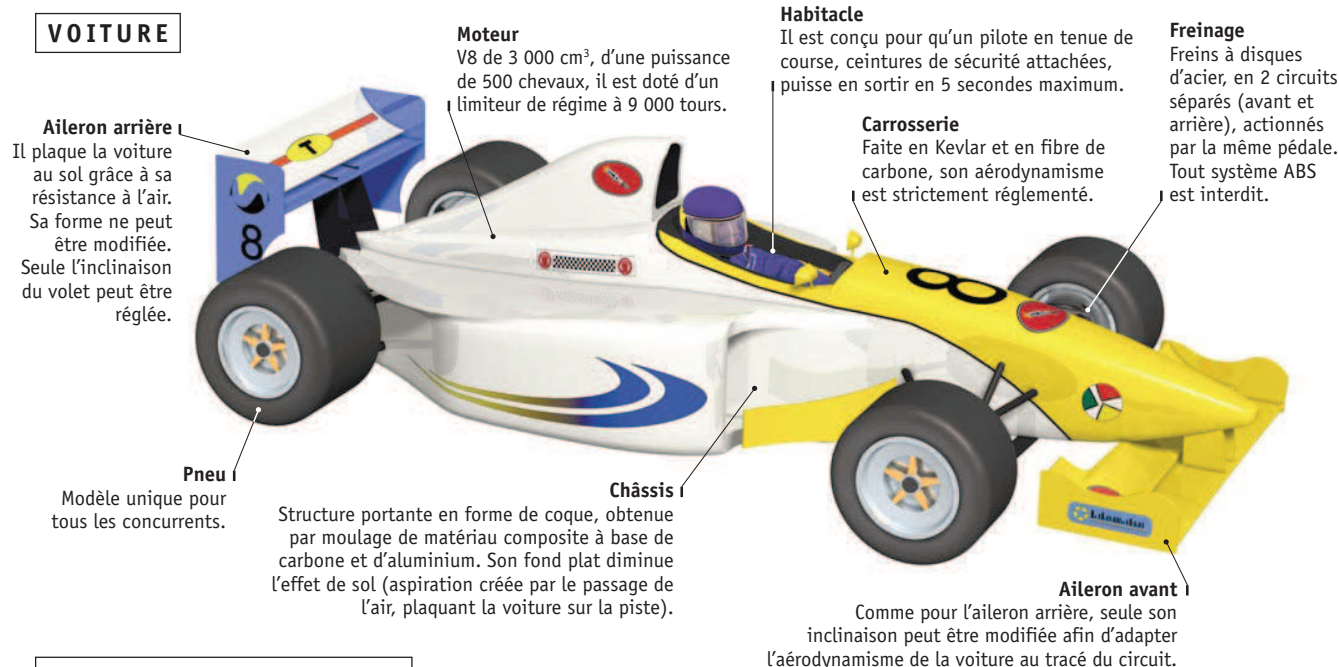 VOITURE
Moteur
V8 de 3 000 cm³, d'une puissance
de 500 chevaux, il est doté d'un
limiteur de régime à 9 000 tours.
Habitacle
Il est conçu pour qu'un pilote en tenue de
course, ceintures de sécurité attachées,
puisse en sortir en 5 secondes maximum.
Freinage
Freins à disques
d'acier, en 2 circuits
séparés (avant et
arrière), actionnés
par la même pédale.
Tout système ABS
est interdit.
Carrosserie
Faite en Kevlar et en fibre de
carbone, son aérodynamisme
est strictement réglementé.
Aileron arrière
Il plaque la voiture
au sol grâce à sa
résistance à l'air.
Sa forme ne peut
être modifiée.
Seule l'inclinaison
du volet peut être
réglée.
T
8
8
Pneu
Modèle unique pour
tous les concurrents.
Châssis
Structure portante en forme de coque, obtenue
par moulage de matériau composite à base de
carbone et d'aluminium. Son fond plat diminue
l'effet de sol (aspiration créée par le passage de
l'air, plaquant la voiture sur la piste).
Aileron avant
Comme pour l'aileron arrière, seule son
inclinaison peut être modifiée afin d'adapter
l'aérodynamisme de la voiture au tracé du circuit.